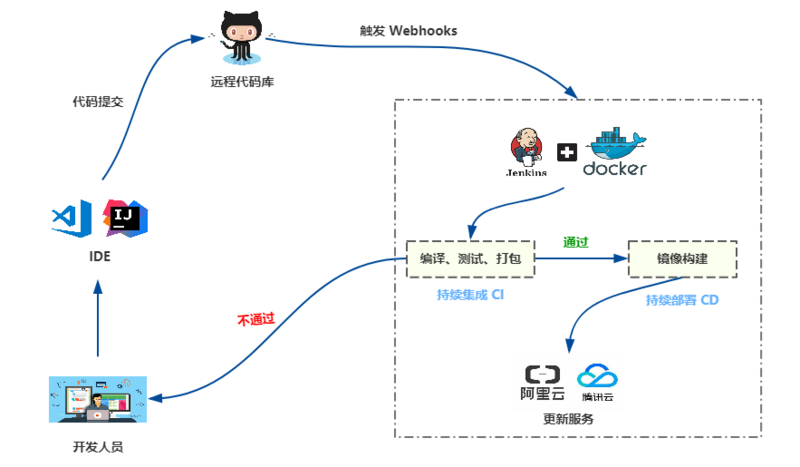 触发 Webhooks
远程代码库
代码提交
Jenkins
docker
IJ
IDE
编译、测试、打包
通过
镜像构建
持续集成 CI
持续部署 CD
不通过
阿里云
腾讯云
更新服务
开发人员